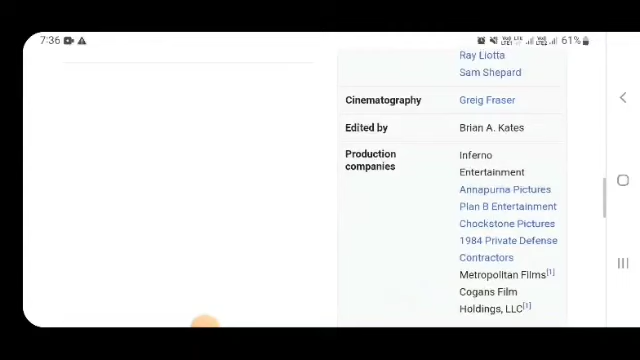 7:36
61%
Ray Liotta
Sam Shepard
Cinematography Greig Fraser
Edited by Brian A. Kates
Production companies Inferno
Entertainment
Annapurna Pictures
Plan B Entertainment
Chockstone Pictures
1984 Private Defense
Contractors
Metropolitan Films[1]
Cogans Film
Holdings, LLC[1]